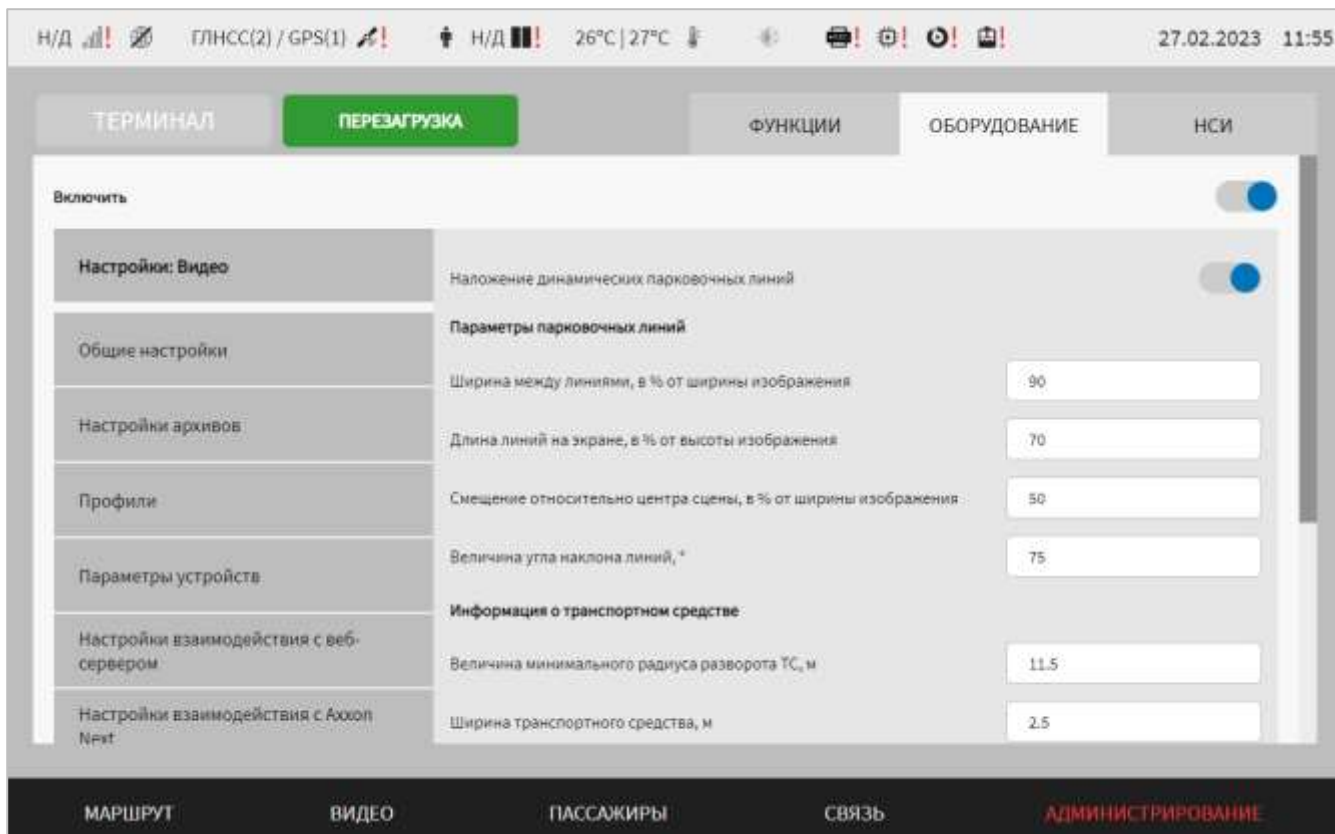 Н/Д ! ГЛНСС(2) / GPS(1) ! Н/Д ! 26°C | 27°C ! ! ! ! 27.02.2023 11:55
ТЕРМИНАЛ ПЕРЕЗАГРУЗКА ФУНКЦИИ ОБОРУДОВАНИЕ НСИ
Включить
Настройки: Видео
Общие настройки
Настройки архивов
Профили
Параметры устройств
Настройки взаимодействия с веб-
сервером
Настройки взаимодействия с Axxon
Next
Наложение динамических парковочных линий
Параметры парковочных линий
Ширина между линиями, в % от ширины изображения 90
Длина линий на экране, в % от высоты изображения 70
Смещение относительно центра сцены, в % от ширины изображения 50
Величина угла наклона линий, ° 75
Информация о транспортном средстве
Величина минимального радиуса разворота ТС, м 11.5
Ширина транспортного средства, м 2.5
МАРШРУТ ВИДЕО ПАССАЖИРЫ СВЯЗЬ АДМИНИСТРИРОВАНИЕ